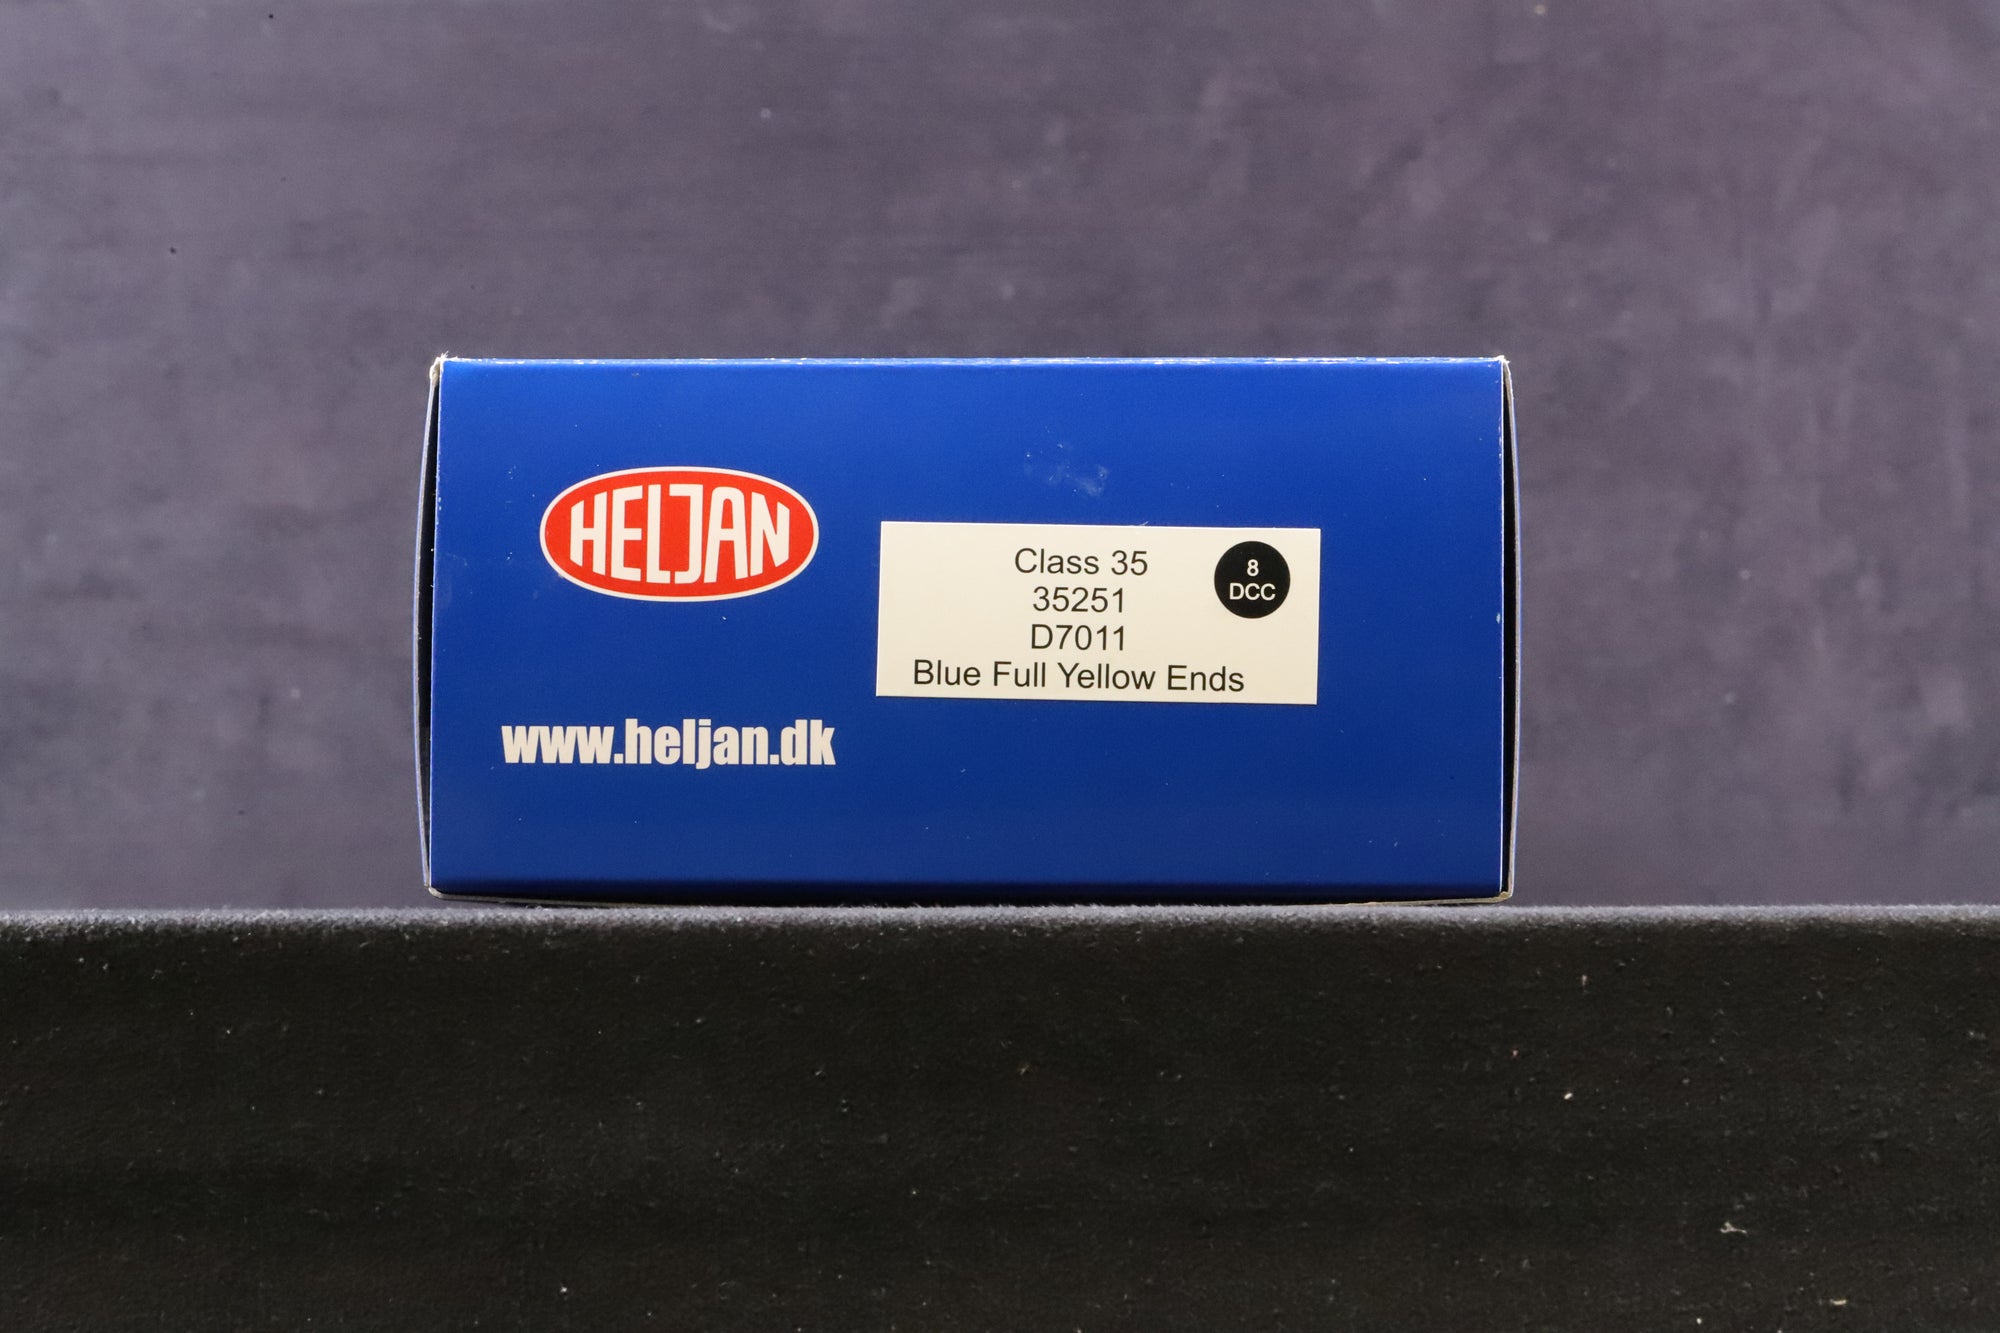 HELJAN
www.heljan.dk
Class 35
35251
D7011
Blue Full Yellow Ends
8
DCC